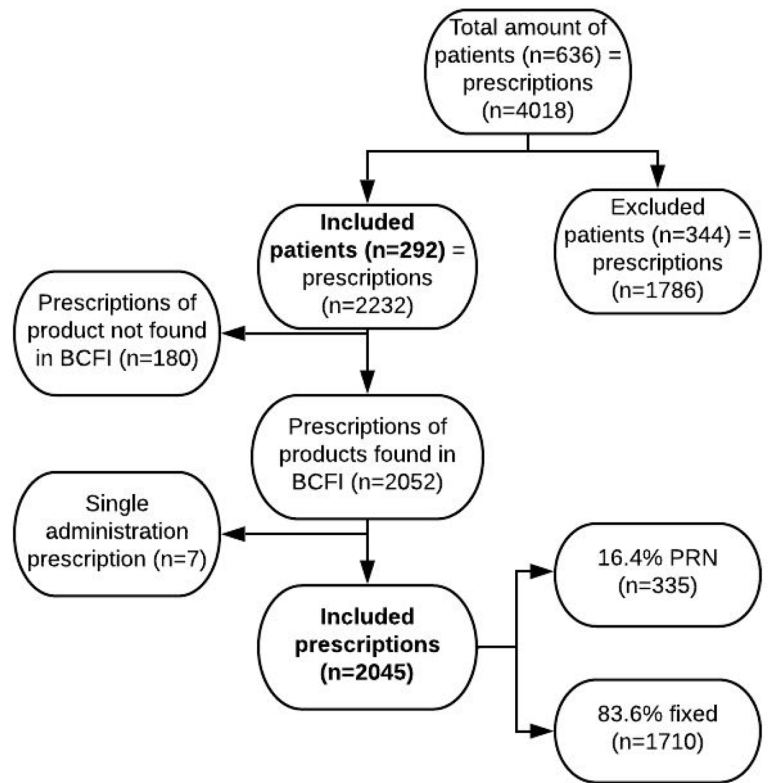 Total amount of
patients (n=636) =
prescriptions
(n=4018)
Included
patients (n=292) =
prescriptions
(n=2232)
Excluded
patients (n=344) =
prescriptions
(n=1786)
Prescriptions of
product not found
in BCFI (n=180)
Prescriptions of
products found in
BCFI (n=2052)
Single
administration
prescription (n=7)
Included
prescriptions
(n=2045)
16.4% PRN
(n=335)
83.6% fixed
(n=1710)